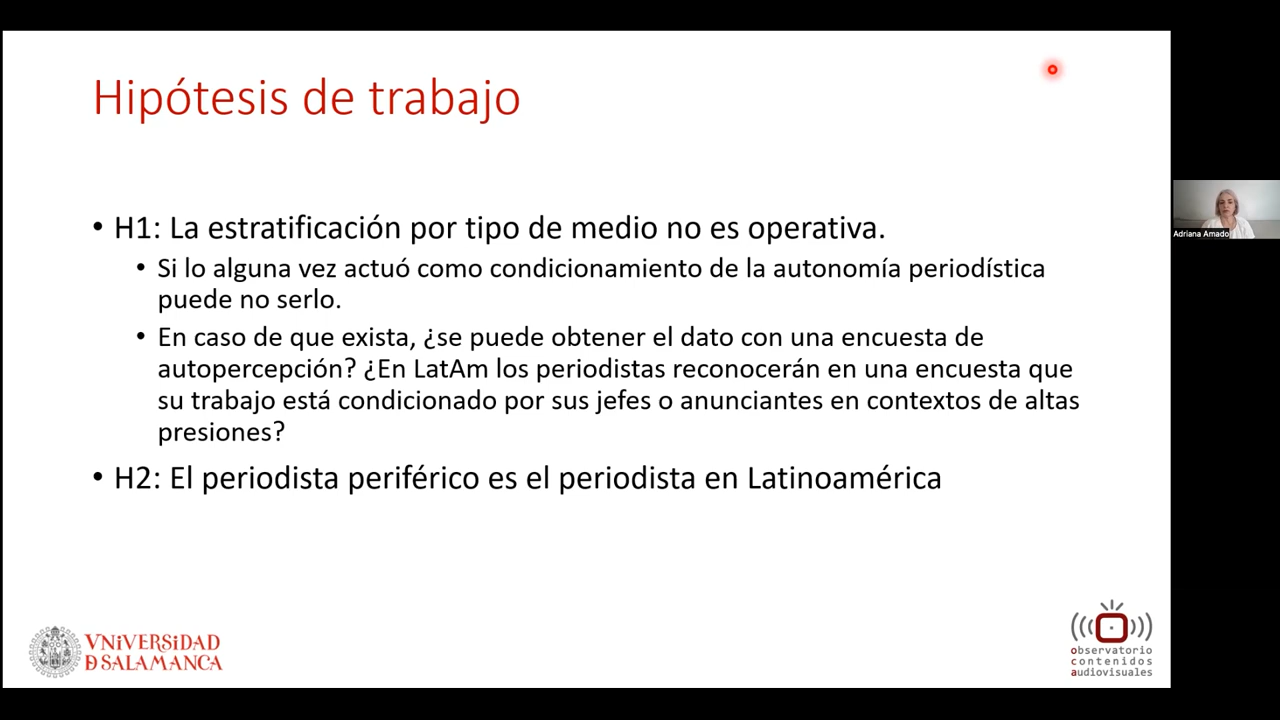 Hipótesis de trabajo
• H1: La estratificación por tipo de medio no es operativa.
• Si lo alguna vez actuó como condicionamiento de la autonomía periodística
puede no serlo.
• En caso de que exista, ¿se puede obtener el dato con una encuesta de
autopercepción? ¿En LatAm los periodistas reconocerán en una encuesta que
su trabajo está condicionado por sus jefes o anunciantes en contextos de altas
presiones?
• H2: El periodista periférico es el periodista en Latinoamérica
Adriana Amado
VNiVERSiDAD
D SALAMANCA
observatorio
contenidos
audiovisuales